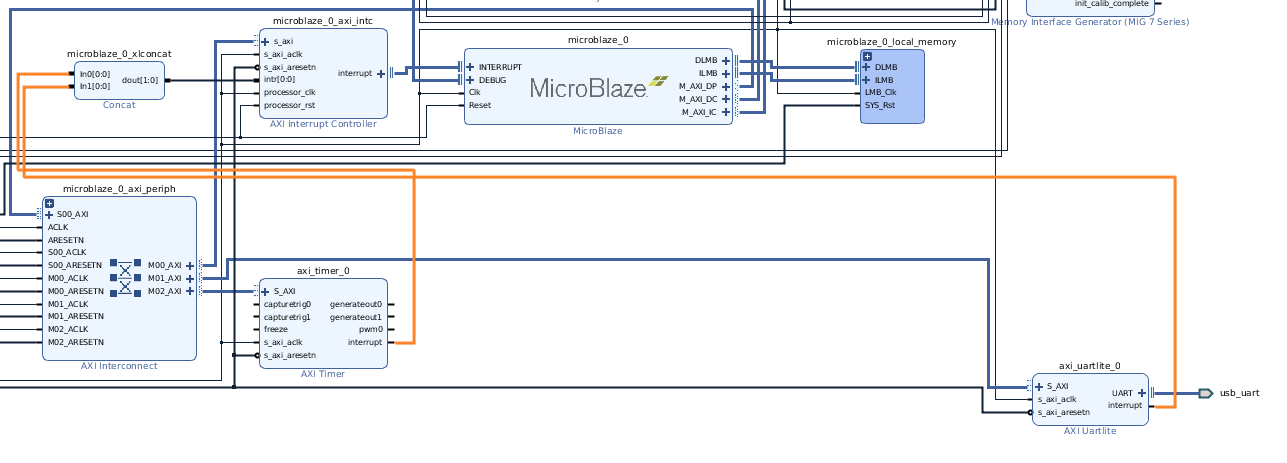 init_calib_complete
Memory Interface Generator (MIG 7 Series)
microblaze_0_axi_intc
s_axi
s_axi_aclk
s_axi_aresetn
intr[0:0]
processor_clk
processor_rst
interrupt
AXI Interrupt Controller
microblaze_0_xlconcat
In0[0:0]
In1[0:0]
dout[1:0]
Concat
microblaze_0
INTERRUPT
DEBUG
Clk
Reset
MicroBlaze
DLMB
ILMB
M_AXI_DP
M_AXI_DC
M_AXI_IC
MicroBlaze
microblaze_0_local_memory
DLMB
ILMB
LMB_Clk
SYS_Rst
microblaze_0_axi_periph
S00_AXI
ACLK
ARESETN
S00_ACLK
S00_ARESETN
M00_ACLK
M00_ARESETN
M01_ACLK
M01_ARESETN
M02_ACLK
M02_ARESETN
M00_AXI
M01_AXI
M02_AXI
AXI Interconnect
axi_timer_0
S_AXI
capturetrig0
capturetrig1
freeze
s_axi_aclk
s_axi_aresetn
generateout0
generateout1
pwm0
interrupt
AXI Timer
axi_uartlite_0
S_AXI
s_axi_aclk
s_axi_aresetn
UART
interrupt
AXI Uartlite
usb_uart